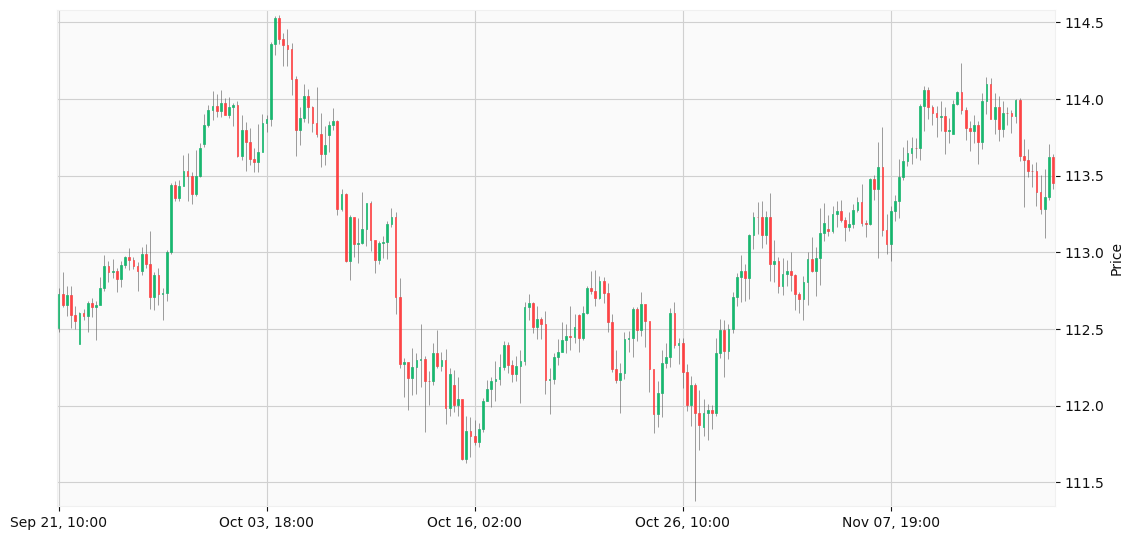 114.5
114.0
113.5
113.0
112.5
112.0
111.5
Price
Sep 21, 10:00
Oct 03, 18:00
Oct 16, 02:00
Oct 26, 10:00
Nov 07, 19:00